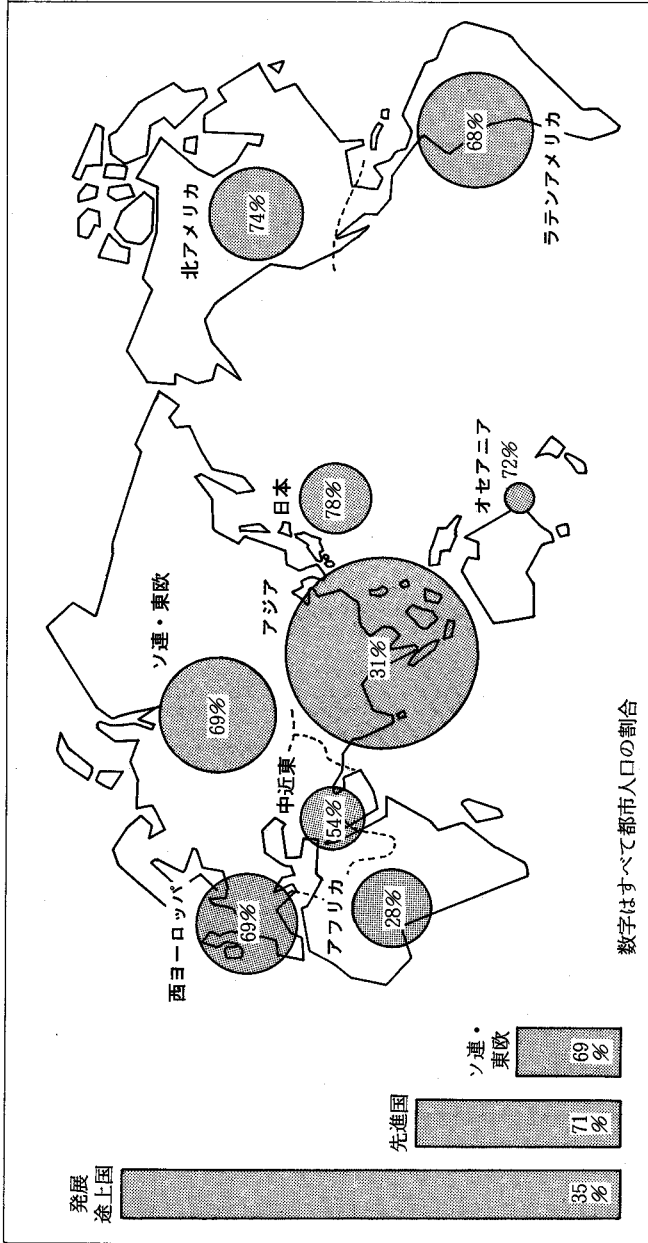 発展
途上国
35
%
先進国
71
%
ソ連・
東欧
69
%
西ヨーロッパ
69%
ソ連・東欧
69%
中近東
54%
アフリカ
28%
アジア
31%
日本
78%
オセアニア
72%
北アメリカ
74%
ラテンアメリカ
68%
数字はすべて都市人口の割合